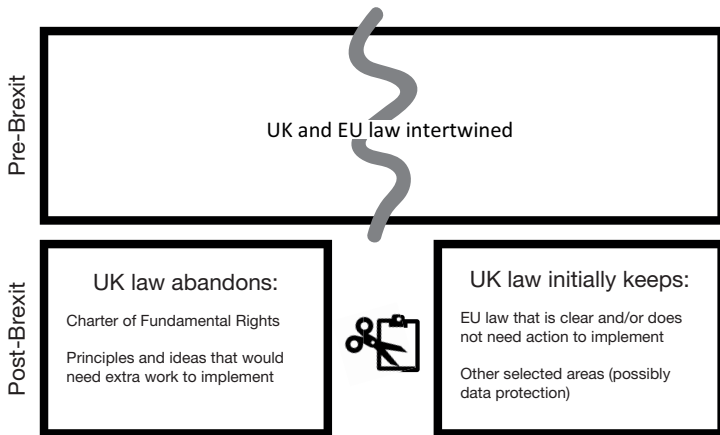 Pre-Brexit
UK and EU law intertwined
Post-Brexit
UK law abandons:
Charter of Fundamental Rights
Principles and ideas that would
need extra work to implement
UK law initially keeps:
EU law that is clear and/or does
not need action to implement
Other selected areas (possibly
data protection)